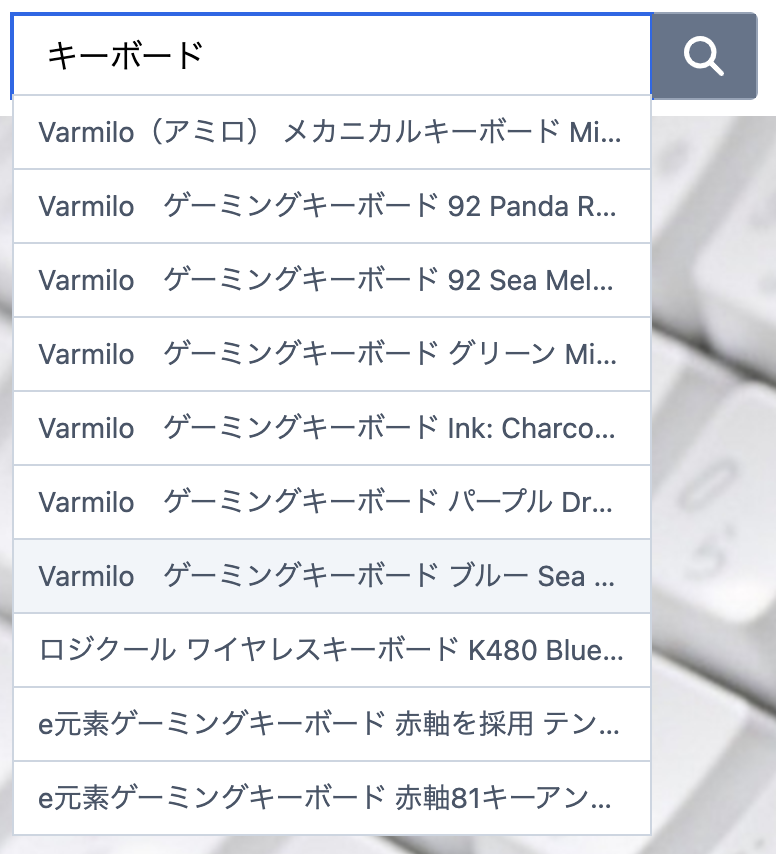 キーボード
Varmilo（アミロ） メカニカルキーボード Mi...
Varmilo　ゲーミングキーボード 92 Panda R...
Varmilo　ゲーミングキーボード 92 Sea Mel...
Varmilo　ゲーミングキーボード グリーン Mi...
Varmilo　ゲーミングキーボード Ink: Charco...
Varmilo　ゲーミングキーボード パープル Dr...
Varmilo　ゲーミングキーボード ブルー Sea ...
ロジクール ワイヤレスキーボード K480 Blue...
e元素ゲーミングキーボード 赤軸を採用 テン...
e元素ゲーミングキーボード 赤軸81キーアン...